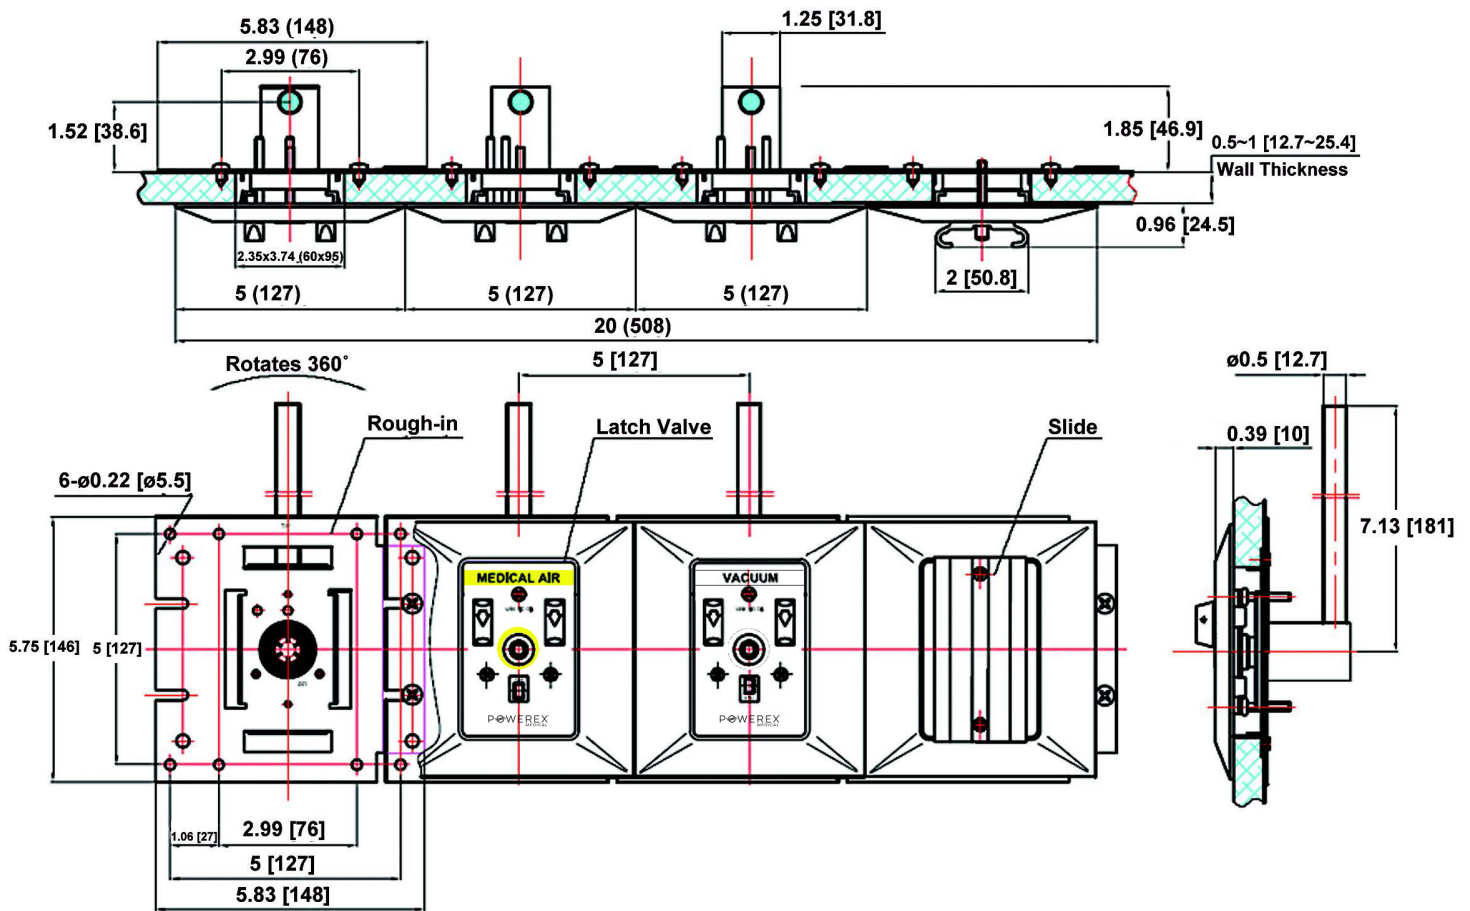 5.83 (148)
1.25 [31.8]
2.99 (76)
1.52 [38.6]
1.85 [46.9]
0.5~1 [12.7~25.4]
Wall Thickness
0.96 [24.5]
2.35x3.74 (60x95)
2 [50.8]
5 (127)
5 (127)
5 (127)
20 (508)
Rotates 360°
5 [127]
ø0.5 [12.7]
Rough-in
Latch Valve
Slide
0.39 [10]
6-ø0.22 [ø5.5]
7.13 [181]
MEDICAL AIR
VACUUM
5.75 [146]
5 [127]
POWEREX
MEDICAL
POWEREX
MEDICAL
1.06 [27]
2.99 [76]
5 [127]
5.83 [148]